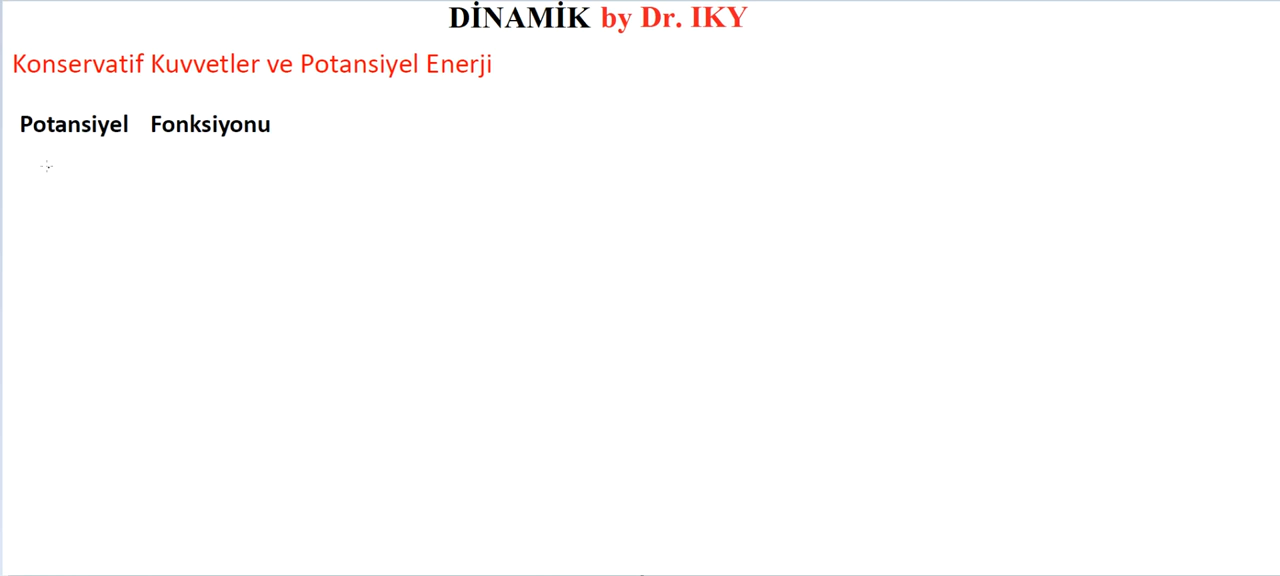 DİNAMİK by Dr. IKY
Konservatif Kuvvetler ve Potansiyel Enerji
Potansiyel Fonksiyonu